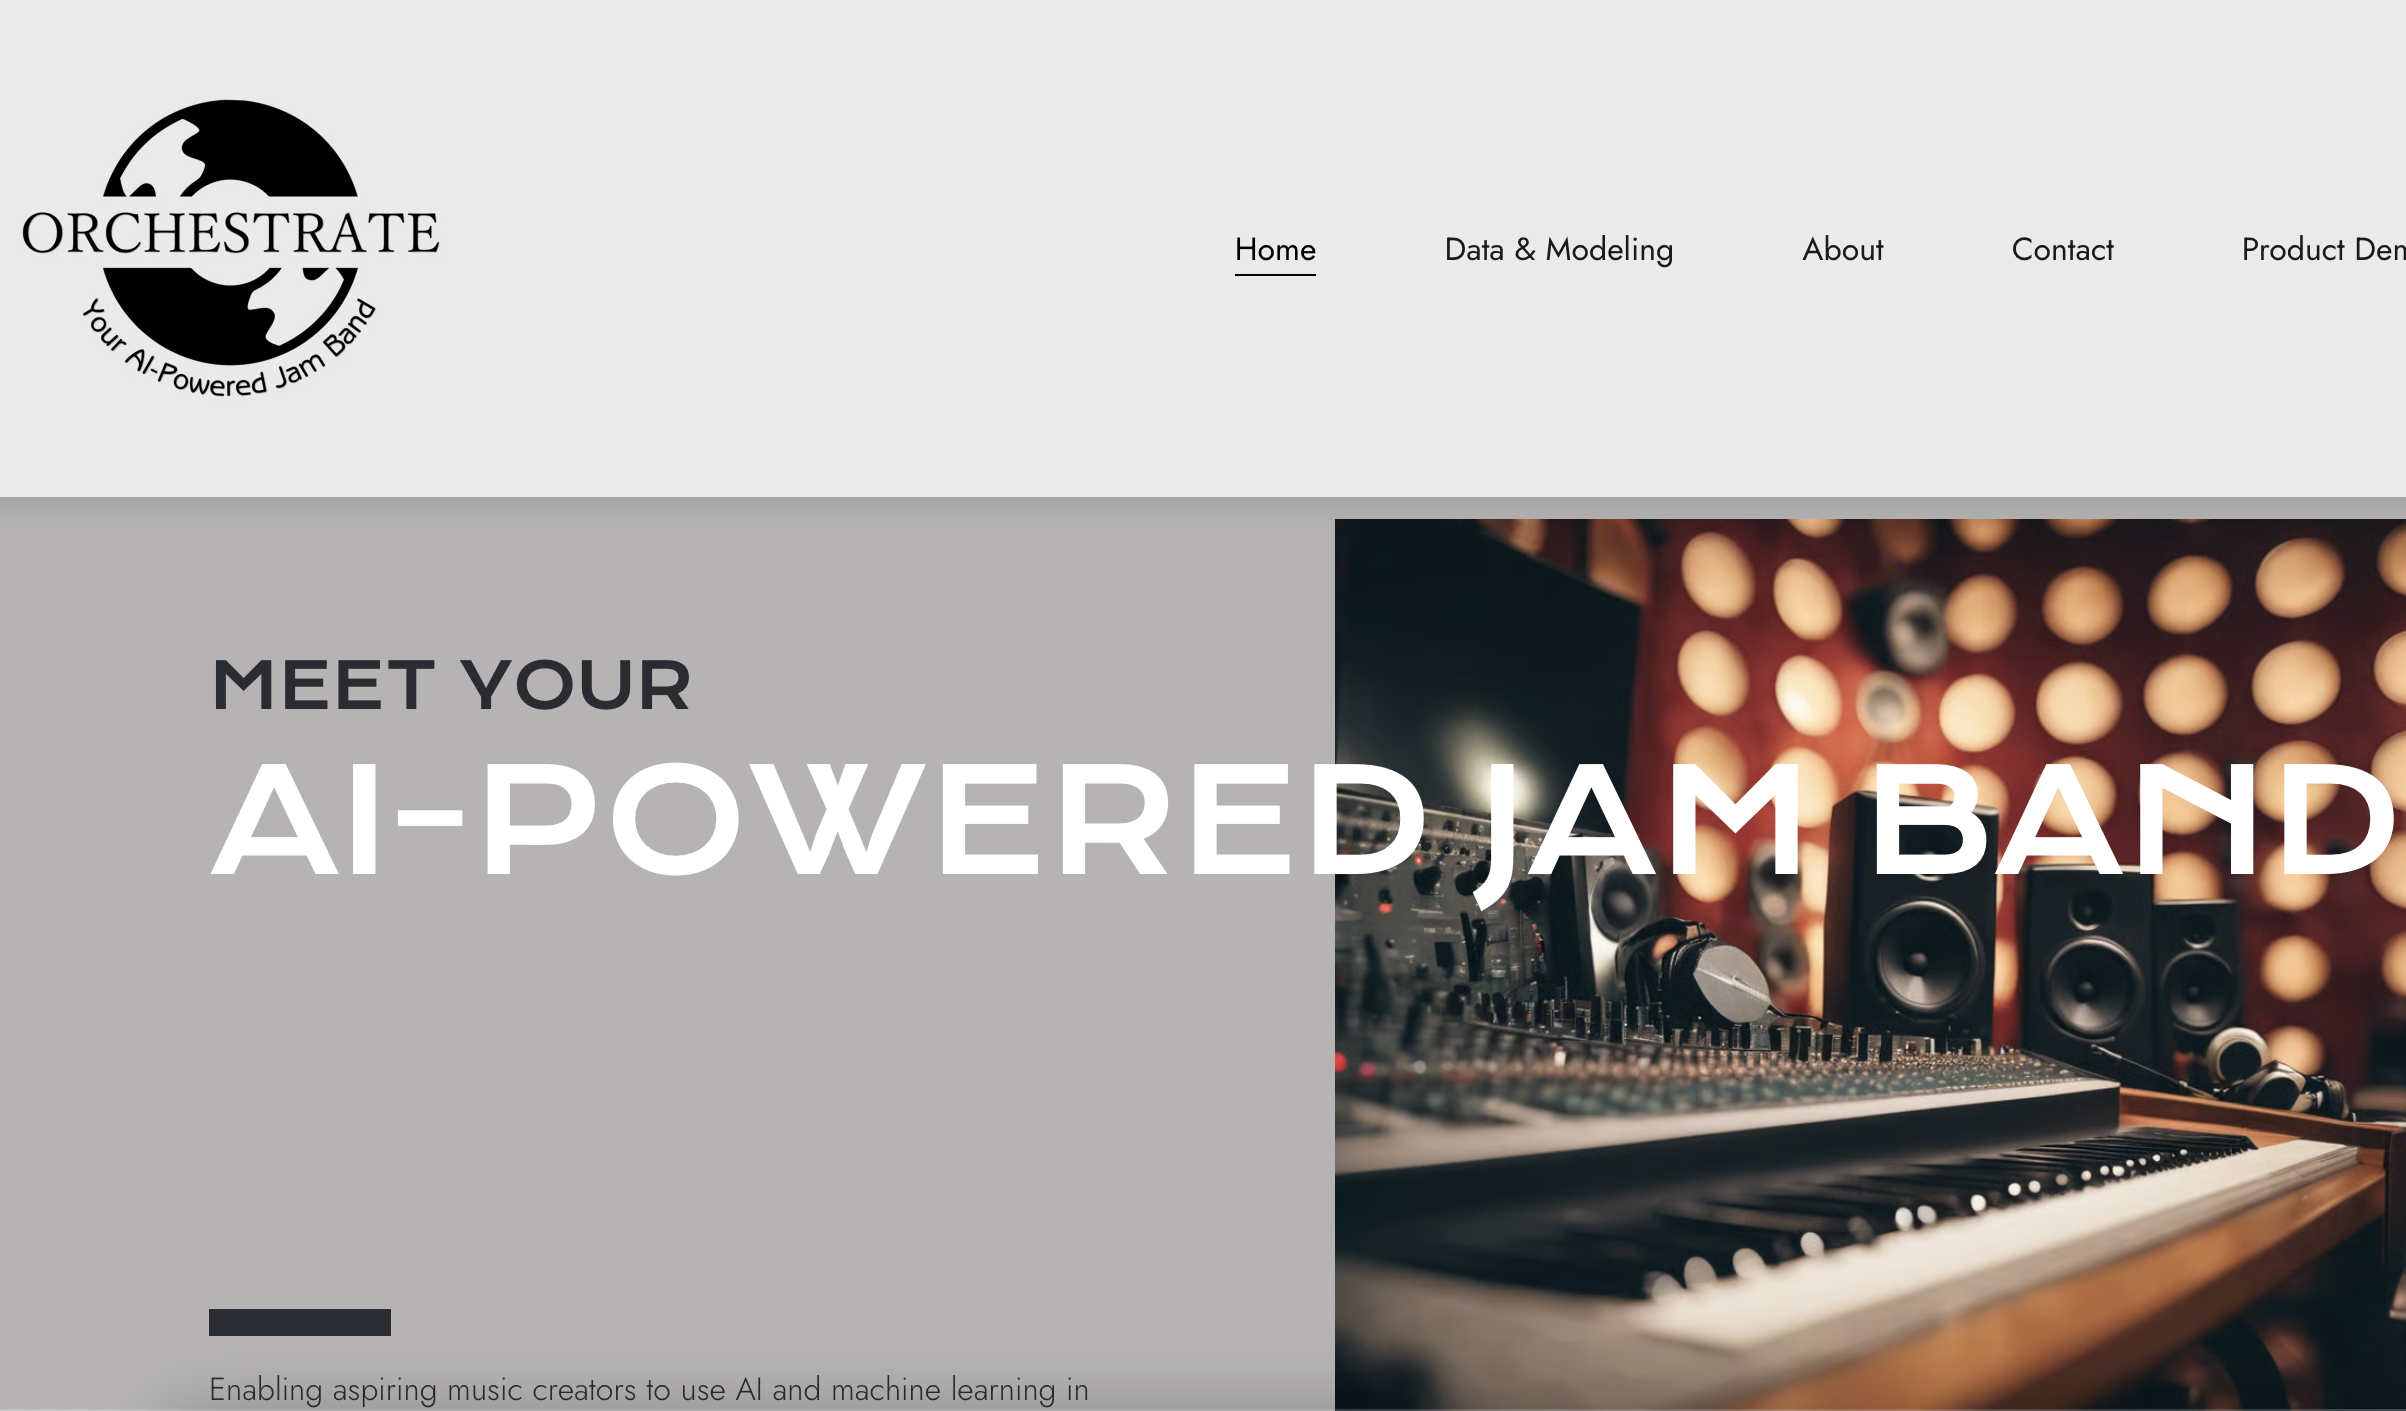 ORCHESTRATE
Your AI-Powered Jam Band
Home Data & Modeling About Contact Product
MEET YOUR
AI-POWERED JAM BAND
Enabling aspiring music creators to use AI and machine learning in